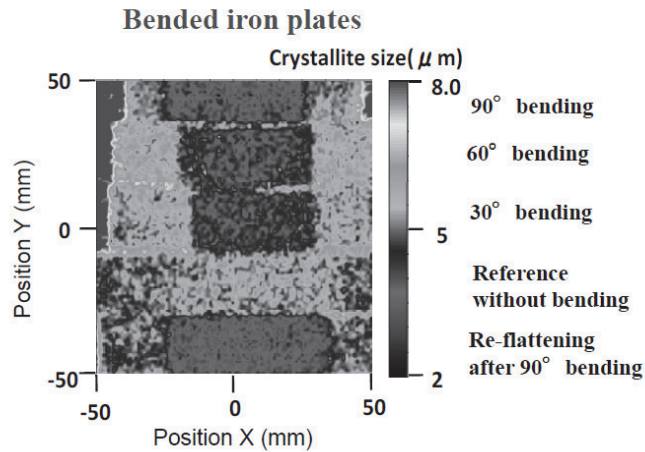 Bended iron plates
Crystallite size(μm)
50
8.0
90° bending
60° bending
30° bending
0
5
Reference
without bending
Re-flattening
after 90° bending
-50
2
-50
0
50
Position Y (mm)
Position X (mm)